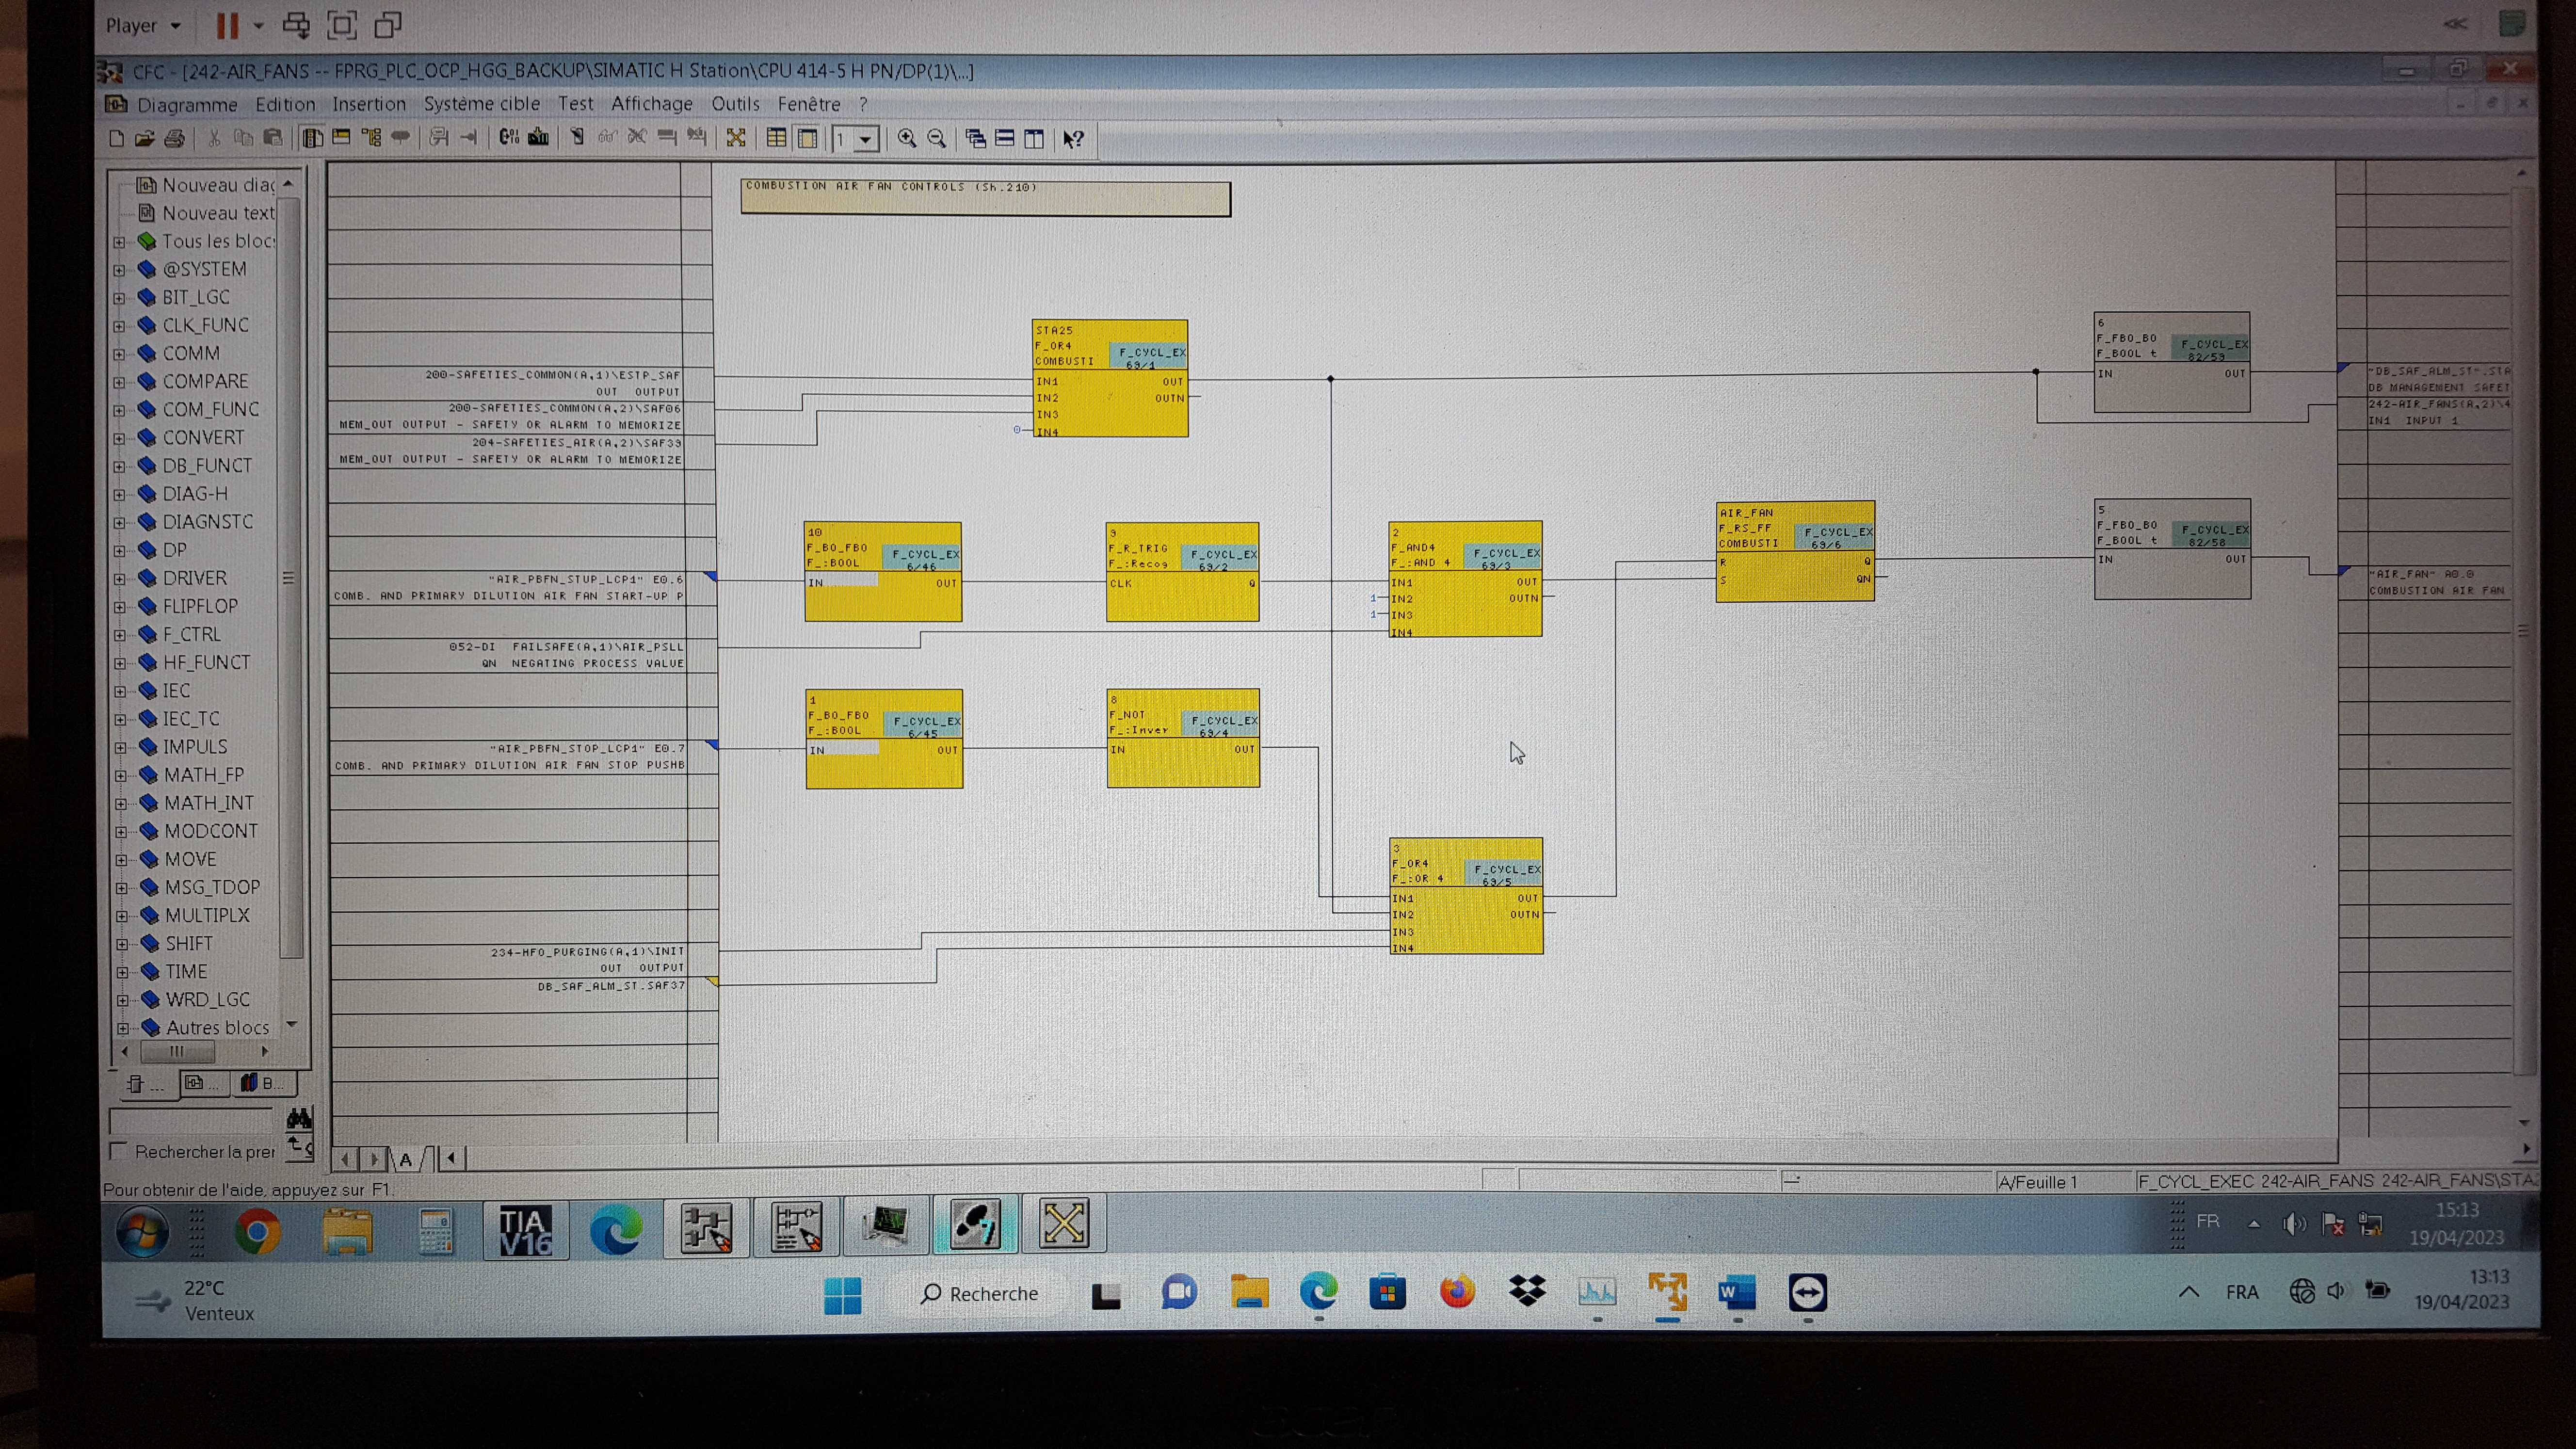 Player
CFC - [242-AIR_FANS -- FPRG_PLC_OCP_HGG_BACKUP\SIMATIC H Station\CPU 414-5 H PN/DP(1)\...]
Diagramme Edition Insertion Système cible Test Affichage Outils Fenêtre ?
1
Nouveau diag
Nouveau text
Tous les bloc
@SYSTEM
BIT_LGC
CLK_FUNC
COMM
COMPARE
COM_FUNC
CONVERT
DB_FUNCT
DIAG-H
DIAGNSTC
DP
DRIVER
FLIPFLOP
F_CTRL
HF_FUNCT
IEC
IEC_TC
IMPULS
MATH_FP
MATH_INT
MODCONT
MOVE
MSG_TDOP
MULTIPLX
SHIFT
TIME
WRD_LGC
Autres blocs
B...
Rechercher la prer
COMBUSTION AIR FAN CONTROLS (Sh.210)
200-SAFETIES_COMMON(A,1)\ESTP_SAF
OUT OUTPUT
200-SAFETIES_COMMON(A,2)\SAF06
MEM_OUT OUTPUT - SAFETY OR ALARM TO MEMORIZE
204-SAFETIES_AIR(A,2)\SAF39
MEM_OUT OUTPUT - SAFETY OR ALARM TO MEMORIZE
"AIR_PBFN_STUP_LCP1" E0.6
COMB. AND PRIMARY DILUTION AIR FAN START-UP P
052-DI FAILSAFE(A,1)\AIR_PSLL
QN NEGATING PROCESS VALUE
"AIR_PBFN_STOP_LCP1" E0.7
COMB. AND PRIMARY DILUTION AIR FAN STOP PUSHB
234-HFO_PURGING(A,1)\INIT
OUT OUTPUT
DB_SAF_ALM_ST.SAF37
STA25
F_OR4
COMBUSTI
F_CYCL_EX
69/1
IN1 OUT
IN2 OUTN
IN3
0 IN4
10
F_BO_FBO
F_:BOOL
F_CYCL_EX
6/46
IN OUT
9
F_R_TRIG
F_:Recog
F_CYCL_EX
69/2
CLK Q
2
F_AND4
F_:AND 4
F_CYCL_EX
69/3
IN1 OUT
1 IN2 OUTN
1 IN3
IN4
AIR_FAN
F_RS_FF
COMBUSTI
F_CYCL_EX
69/6
R Q
S QN
6
F_FBO_BO
F_BOOL t
F_CYCL_EX
82/59
IN OUT
5
F_FBO_BO
F_BOOL t
F_CYCL_EX
82/58
IN OUT
1
F_BO_FBO
F_:BOOL
F_CYCL_EX
6/45
IN OUT
8
F_NOT
F_:Inver
F_CYCL_EX
69/4
IN OUT
3
F_OR4
F_:OR 4
F_CYCL_EX
69/5
IN1 OUT
IN2 OUTN
IN3
IN4
"DB_SAF_ALM_ST".STA
DB MANAGEMENT SAFET
242-AIR_FANS(A,2)\4
IN1 INPUT 1
"AIR_FAN" A0.0
COMBUSTION AIR FAN
A
Pour obtenir de l'aide, appuyez sur F1.
A/Feuille 1
F_CYCL_EXEC 242-AIR_FANS 242-AIR_FANS\STA2
TIA V16
FR
15:13
19/04/2023
22°C
Venteux
Recherche
FRA
13:13
19/04/2023